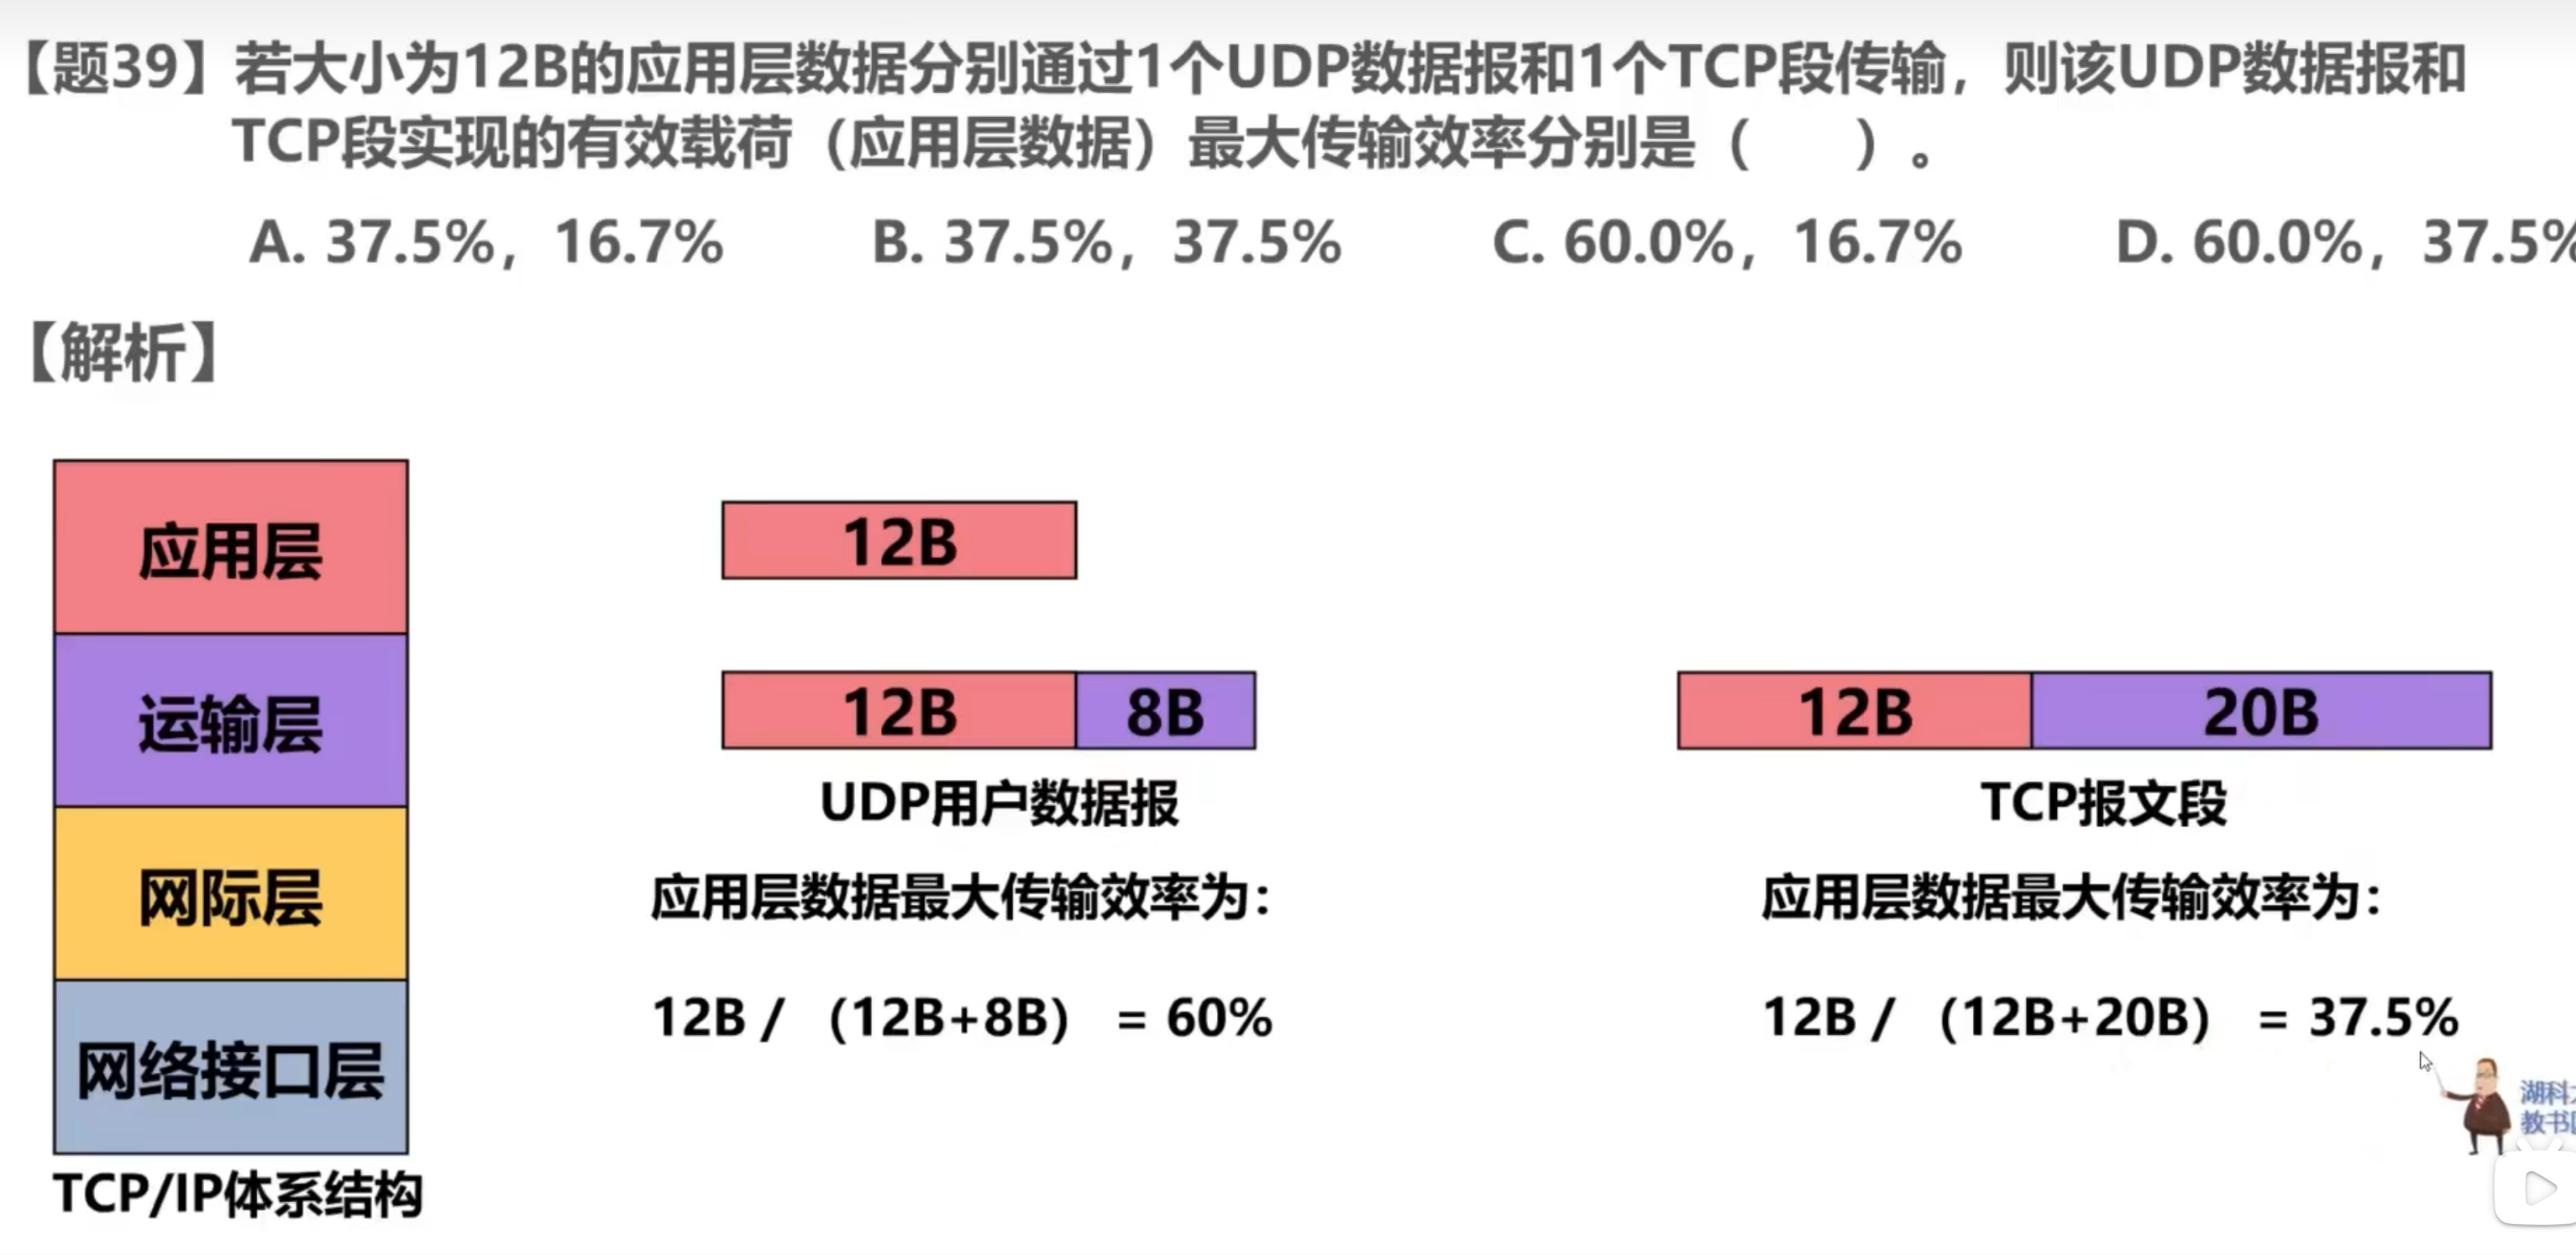 【题39】若大小为12B的应用层数据分别通过1个UDP数据报和1个TCP段传输，则该UDP数据报和
TCP段实现的有效载荷（应用层数据）最大传输效率分别是（ ）。
A. 37.5%，16.7% B. 37.5%，37.5% C. 60.0%，16.7% D. 60.0%，37.5%
【解析】
应用层
运输层
网际层
网络接口层
TCP/IP体系结构
12B
12B 8B
UDP用户数据报
应用层数据最大传输效率为：
12B / （12B+8B） = 60%
12B 20B
TCP报文段
应用层数据最大传输效率为：
12B / （12B+20B） = 37.5%
湖科
教书